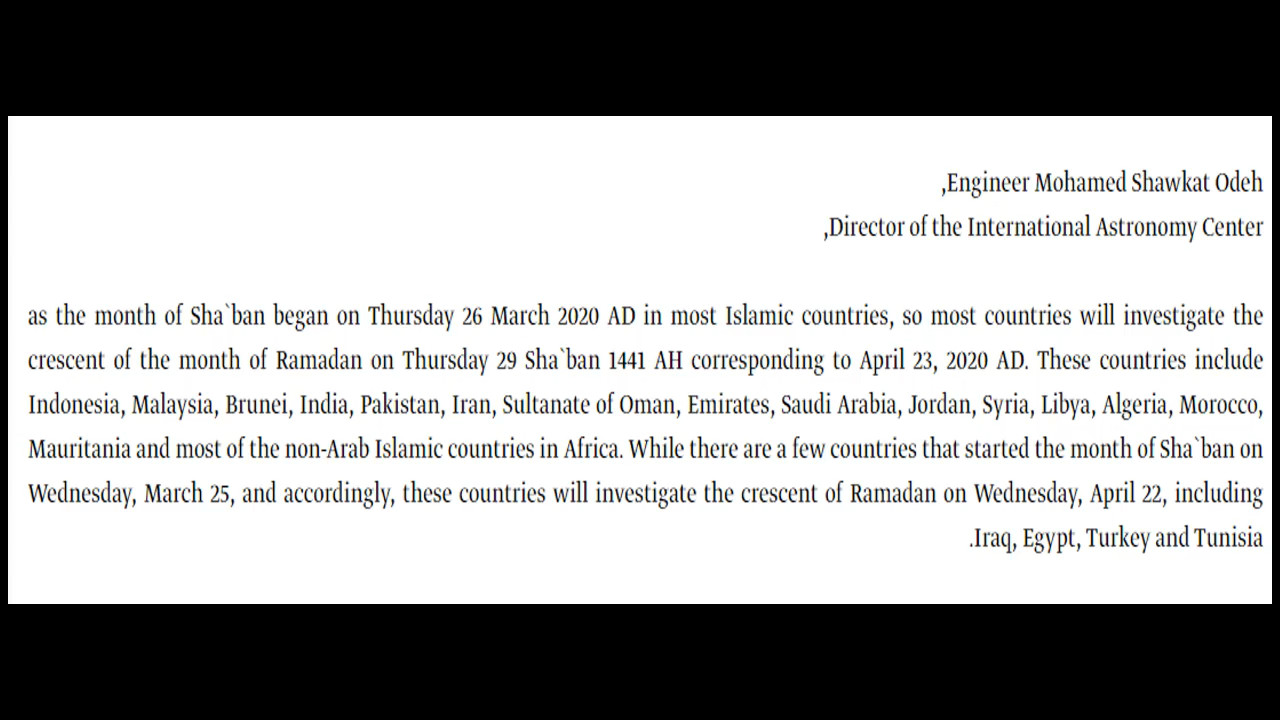 ,Engineer Mohamed Shawkat Odeh
,Director of the International Astronomy Center
as the month of Sha`ban began on Thursday 26 March 2020 AD in most Islamic countries, so most countries will investigate the
crescent of the month of Ramadan on Thursday 29 Sha`ban 1441 AH corresponding to April 23, 2020 AD. These countries include
Indonesia, Malaysia, Brunei, India, Pakistan, Iran, Sultanate of Oman, Emirates, Saudi Arabia, Jordan, Syria, Libya, Algeria, Morocco,
Mauritania and most of the non-Arab Islamic countries in Africa. While there are a few countries that started the month of Sha`ban on
Wednesday, March 25, and accordingly, these countries will investigate the crescent of Ramadan on Wednesday, April 22, including
.Iraq, Egypt, Turkey and Tunisia